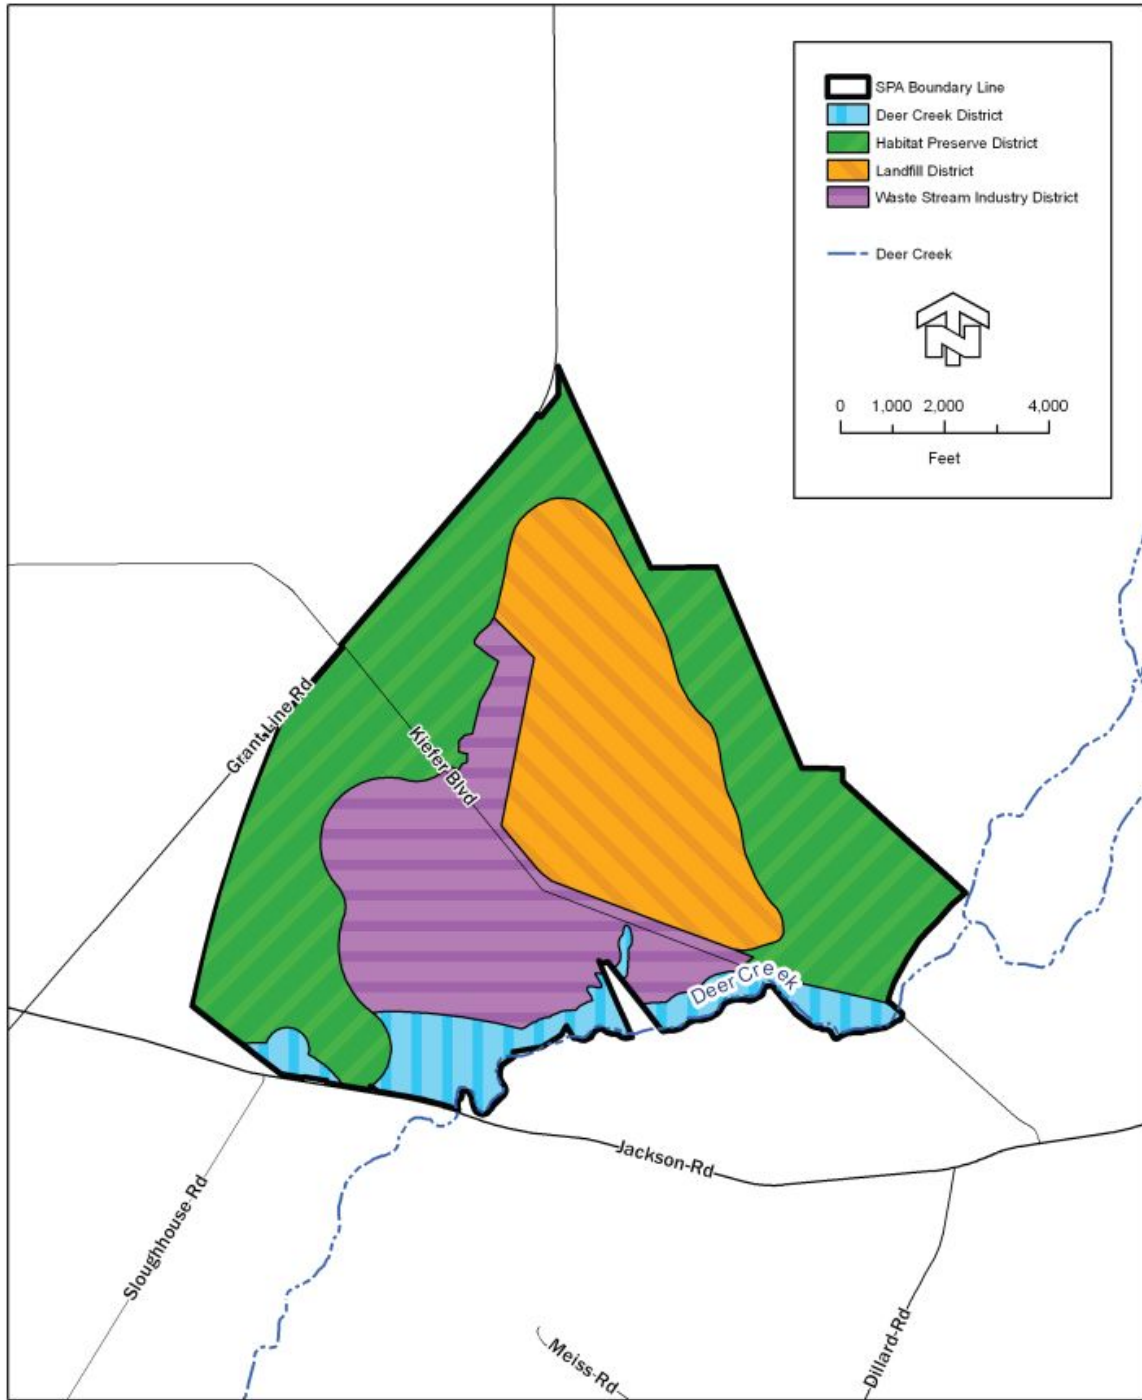 SPA Boundary Line
Deer Creek District
Habitat Preserve District
Landfill District
Waste Stream Industry District
Deer Creek
N
0 1,000 2,000 4,000
Feet
Grant Line Rd
Kiefer Blvd
Deer Creek
Jackson Rd
Sloughhouse Rd
Meiss Rd
Dillard Rd